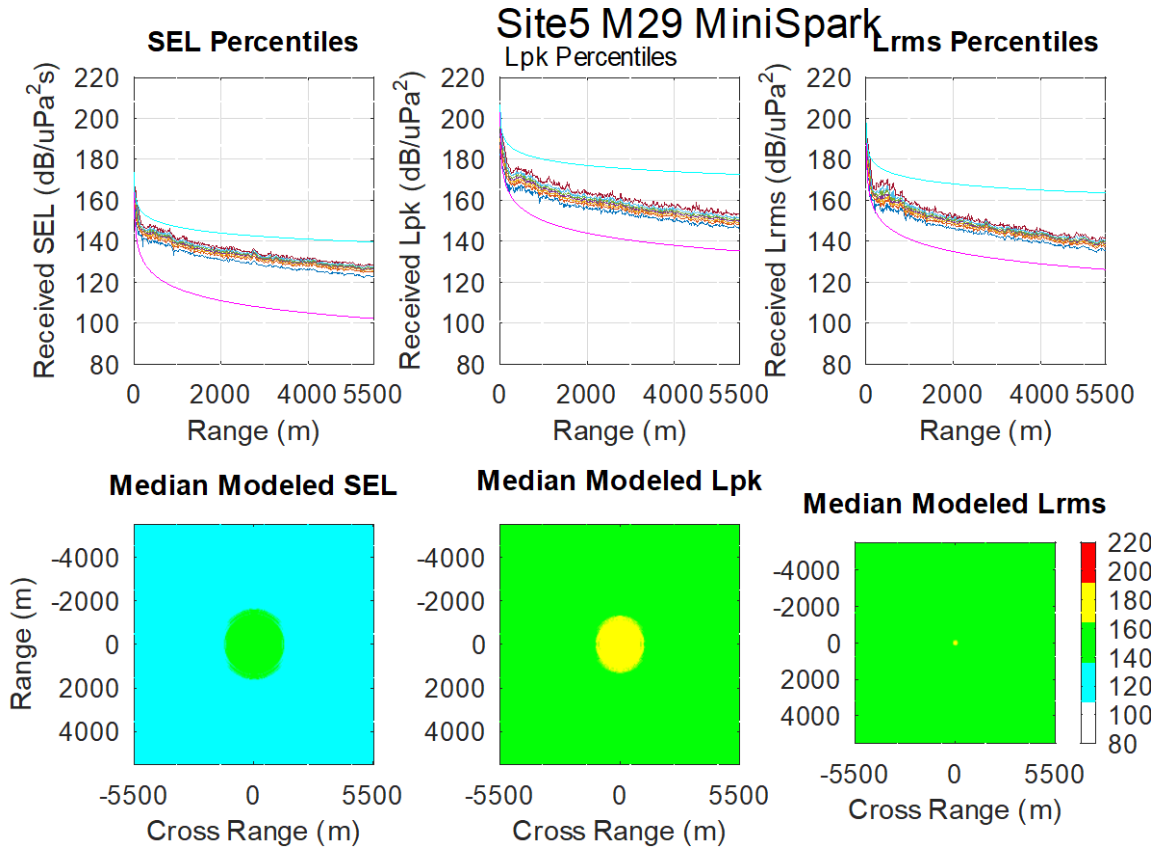 Site5 M29 MiniSpark
SEL Percentiles
Lpk Percentiles
Lrms Percentiles
Received SEL (dB/uPa²s)
220
200
180
160
140
120
100
80
0 2000 4000 5500
Range (m)
Received Lpk (dB/uPa²)
220
200
180
160
140
120
100
80
0 2000 4000 5500
Range (m)
Received Lrms (dB/uPa²)
220
200
180
160
140
120
100
80
0 2000 4000 5500
Range (m)
Median Modeled SEL
Range (m)
-4000
-2000
0
2000
4000
-5500 0 5500
Cross Range (m)
Median Modeled Lpk
-4000
-2000
0
2000
4000
-5500 0 5500
Cross Range (m)
Median Modeled Lrms
-4000
-2000
0
2000
4000
-5500 0 5500
Cross Range (m)
220
200
180
160
140
120
100
80